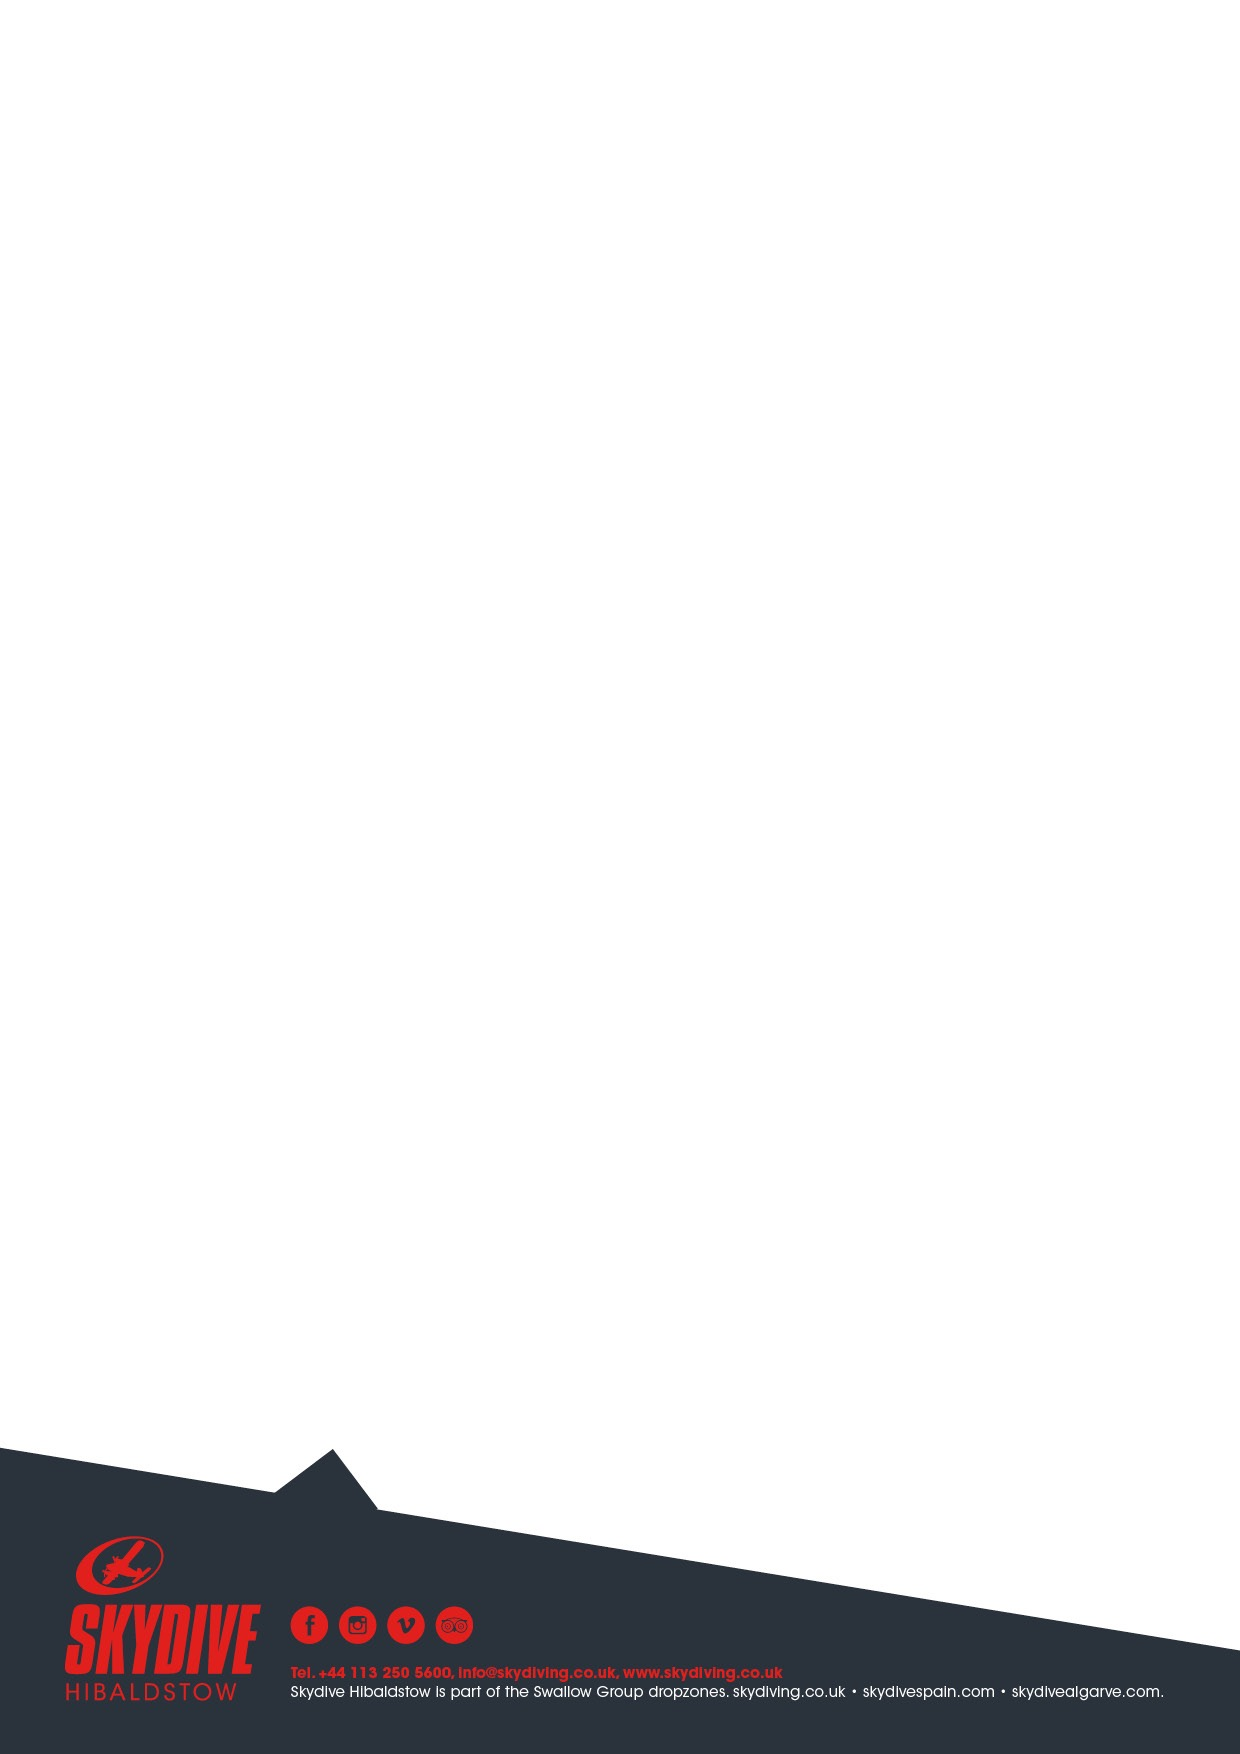 SKYDIVE
HIBALDSTOW
Tel. +44 113 250 5600, info@skydiving.co.uk, www.skydiving.co.uk
Skydive Hibaldstow is part of the Swallow Group dropzones. skydiving.co.uk • skydivespain.com • skydivealgarve.com.